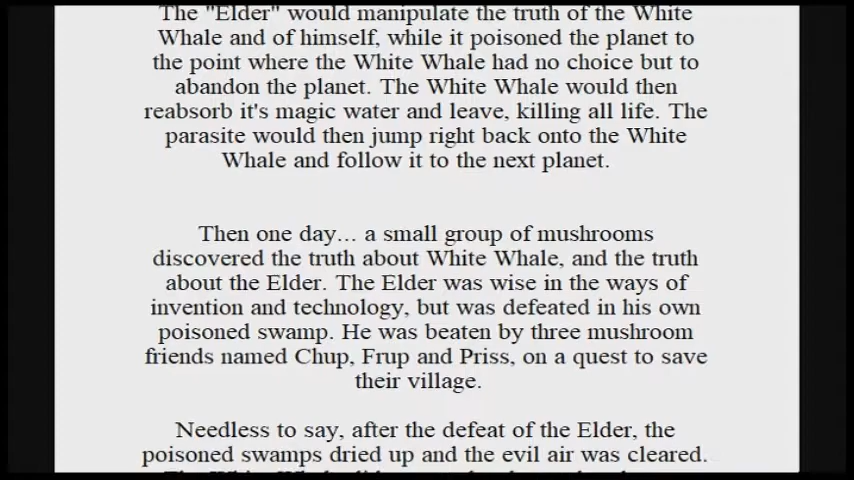 The "Elder" would manipulate the truth of the White
Whale and of himself, while it poisoned the planet to
the point where the White Whale had no choice but to
abandon the planet. The White Whale would then
reabsorb it's magic water and leave, killing all life. The
parasite would then jump right back onto the White
Whale and follow it to the next planet.
Then one day... a small group of mushrooms
discovered the truth about White Whale, and the truth
about the Elder. The Elder was wise in the ways of
invention and technology, but was defeated in his own
poisoned swamp. He was beaten by three mushroom
friends named Chup, Frup and Priss, on a quest to save
their village.
Needless to say, after the defeat of the Elder, the
poisoned swamps dried up and the evil air was cleared.